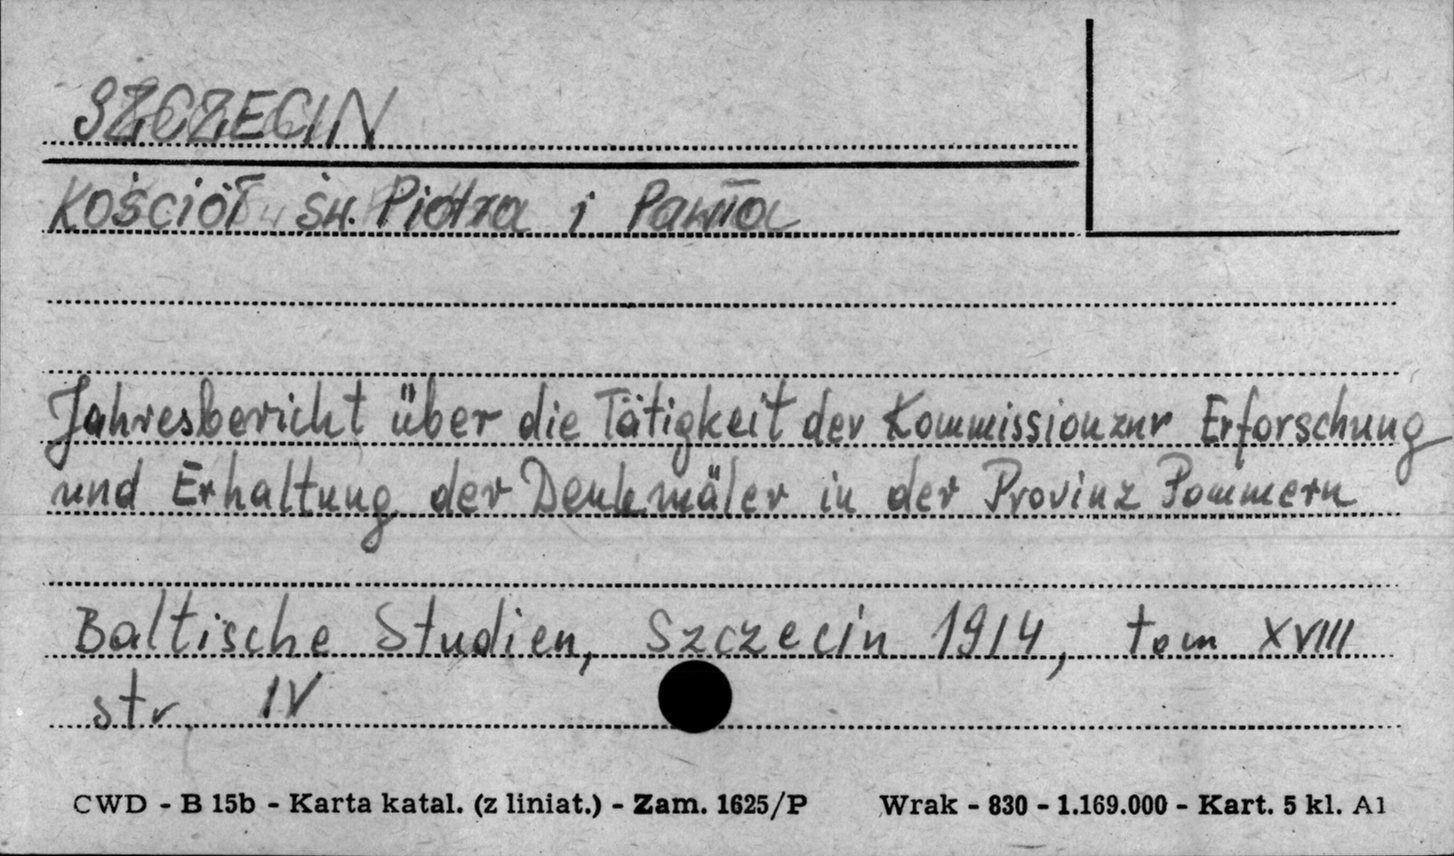 SZCZECIN
Kościół św. Piotra i Pawła
Jahresbericht über die Tätigkeit der Kommission zur Erforschung
und Erhaltung der Denkmäler in der Provinz Pommern
Baltische Studien, Szczecin 1914, tom XVIII
str. IV
CWD - B 15b - Karta katal. (z liniat.) - Zam. 1625/P Wrak - 830 - 1.169.000 - Kart. 5 kl. A1